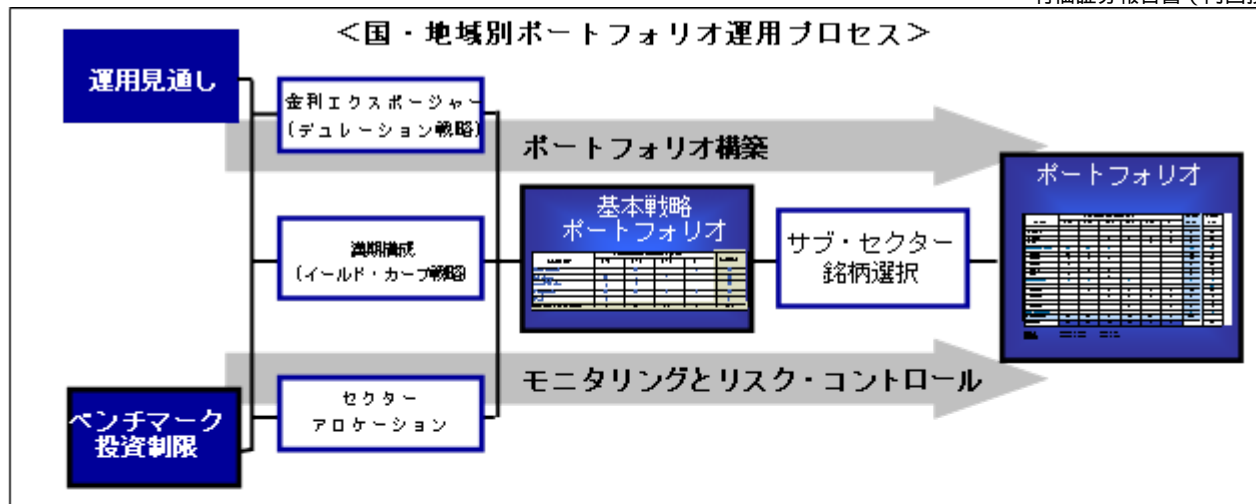 ＜国・地域別ポートフォリオ運用プロセス＞
運用見通し
金利エクスポージャー
(デュレーション戦略)
ポートフォリオ構築
ポートフォリオ
基本戦略
ポートフォリオ
満期構成
(イールド・カーブ戦略)
サブ・セクター
銘柄選択
モニタリングとリスク・コントロール
セクター
アロケーション
ベンチマーク
投資制限